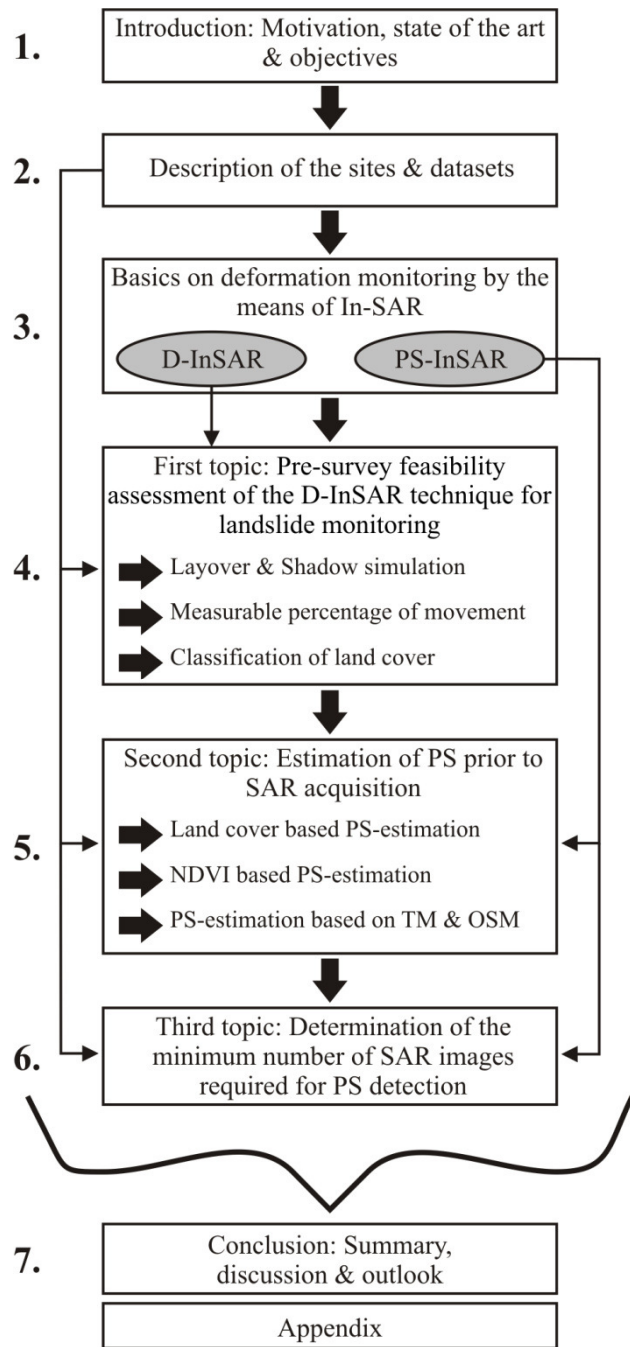 1.
Introduction: Motivation, state of the art
& objectives
2.
Description of the sites & datasets
3.
Basics on deformation monitoring by the
means of In-SAR
D-InSAR
PS-InSAR
4.
First topic: Pre-survey feasibility
assessment of the D-InSAR technique for
landslide monitoring
Layover & Shadow simulation
Measurable percentage of movement
Classification of land cover
5.
Second topic: Estimation of PS prior to
SAR acquisition
Land cover based PS-estimation
NDVI based PS-estimation
PS-estimation based on TM & OSM
6.
Third topic: Determination of the
minimum number of SAR images
required for PS detection
7.
Conclusion: Summary,
discussion & outlook
Appendix